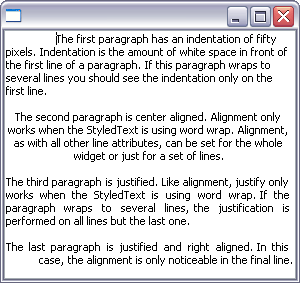 The first paragraph has an indentation of fifty
pixels. Indentation is the amount of white space in front of
the first line of a paragraph. If this paragraph wraps to
several lines you should see the indentation only on the
first line.
The second paragraph is center aligned. Alignment only
works when the StyledText is using word wrap. Alignment,
as with all other line attributes, can be set for the whole
widget or just for a set of lines.
The third paragraph is justified. Like alignment, justify only
works when the StyledText is using word wrap. If the
paragraph wraps to several lines, the justification is
performed on all lines but the last one.
The last paragraph is justified and right aligned. In this
case, the alignment is only noticeable in the final line.